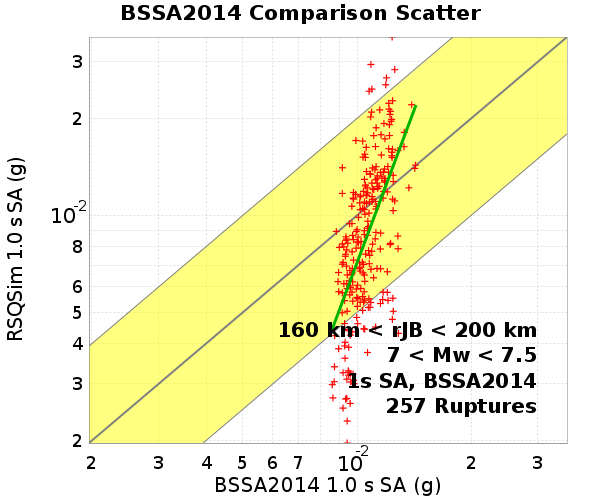 BSSA2014 Comparison Scatter
RSQSim 1.0 s SA (g)
3
2
10-2
8
6
5
4
3
2
160 km < rJB < 200 km
7 < Mw < 7.5
1s SA, BSSA2014
257 Ruptures
2 3 4 5 6 7 10-2 2 3
BSSA2014 1.0 s SA (g)